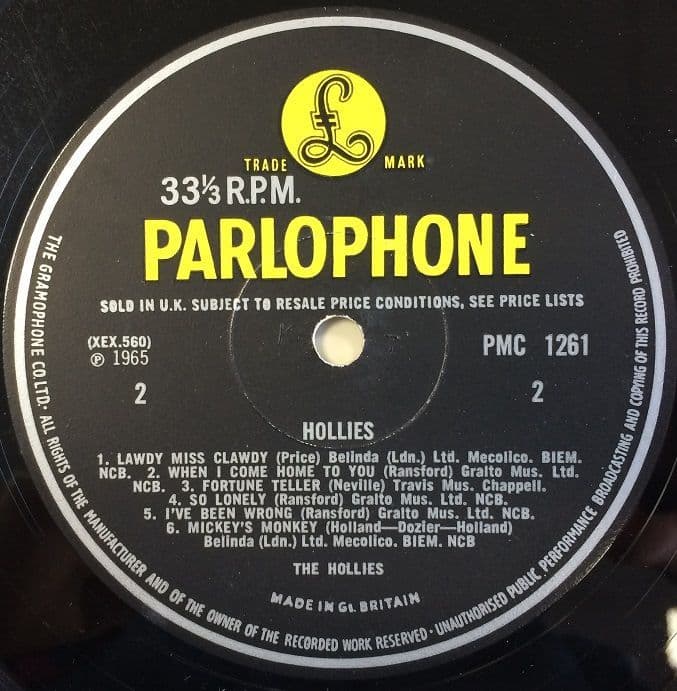 £
TRADE MARK
33⅓ R.P.M.
PARLOPHONE
SOLD IN U.K. SUBJECT TO RESALE PRICE CONDITIONS, SEE PRICE LISTS
(XEX.560)
℗ 1965
PMC 1261
2
2
HOLLIES
1. LAWDY MISS CLAWDY (Price) Belinda (Ldn.) Ltd. Mecolico. BIEM.
NCB. 2. WHEN I COME HOME TO YOU (Ransford) Gralto Mus. Ltd.
NCB. 3. FORTUNE TELLER (Neville) Travis Mus. Chappell.
4. SO LONELY (Ransford) Gralto Mus. Ltd. NCB.
5. I'VE BEEN WRONG (Ransford) Gralto Mus. Ltd. NCB.
6. MICKEY'S MONKEY (Holland—Dozier—Holland)
Belinda (Ldn.) Ltd. Mecolico. BIEM. NCB
THE HOLLIES
MADE IN GT. BRITAIN
THE GRAMOPHONE CO. LTD. · ALL RIGHTS OF THE MANUFACTURER AND OF THE OWNER OF THE RECORDED WORK RESERVED · UNAUTHORISED PUBLIC PERFORMANCE BROADCASTING AND COPYING OF THIS RECORD PROHIBITED